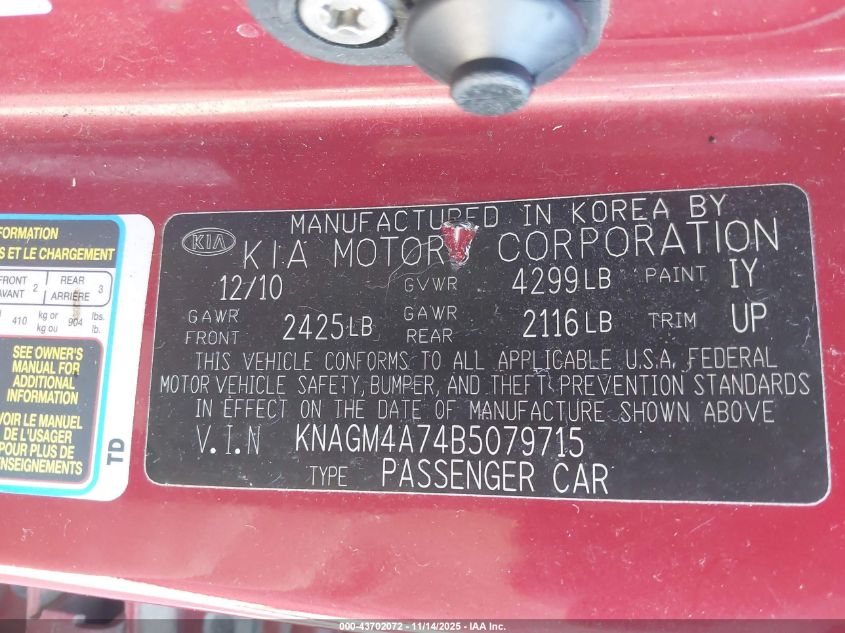 FORMATION
S ET LE CHARGEMENT
FRONT 2 REAR 3
AVANT ARRIÈRE
410 kg or 904 lbs.
kg ou lb.
SEE OWNER'S
MANUAL FOR
ADDITIONAL
INFORMATION
VOIR LE MANUEL
DE L'USAGER
POUR PLUS DE
RENSEIGNEMENTS
TD
MANUFACTURED IN KOREA BY
KIA KIA MOTOR CORPORATION
12/10 GVWR 4299LB PAINT IY
GAWR FRONT 2425LB GAWR REAR 2116LB TRIM UP
THIS VEHICLE CONFORMS TO ALL APPLICABLE U.S.A. FEDERAL
MOTOR VEHICLE SAFETY, BUMPER, AND THEFT PREVENTION STANDARDS
IN EFFECT ON THE DATE OF MANUFACTURE SHOWN ABOVE
V.I.N KNAGM4A74B5079715
TYPE PASSENGER CAR
000-43702072 — 11/14/2025 — IAA Inc.